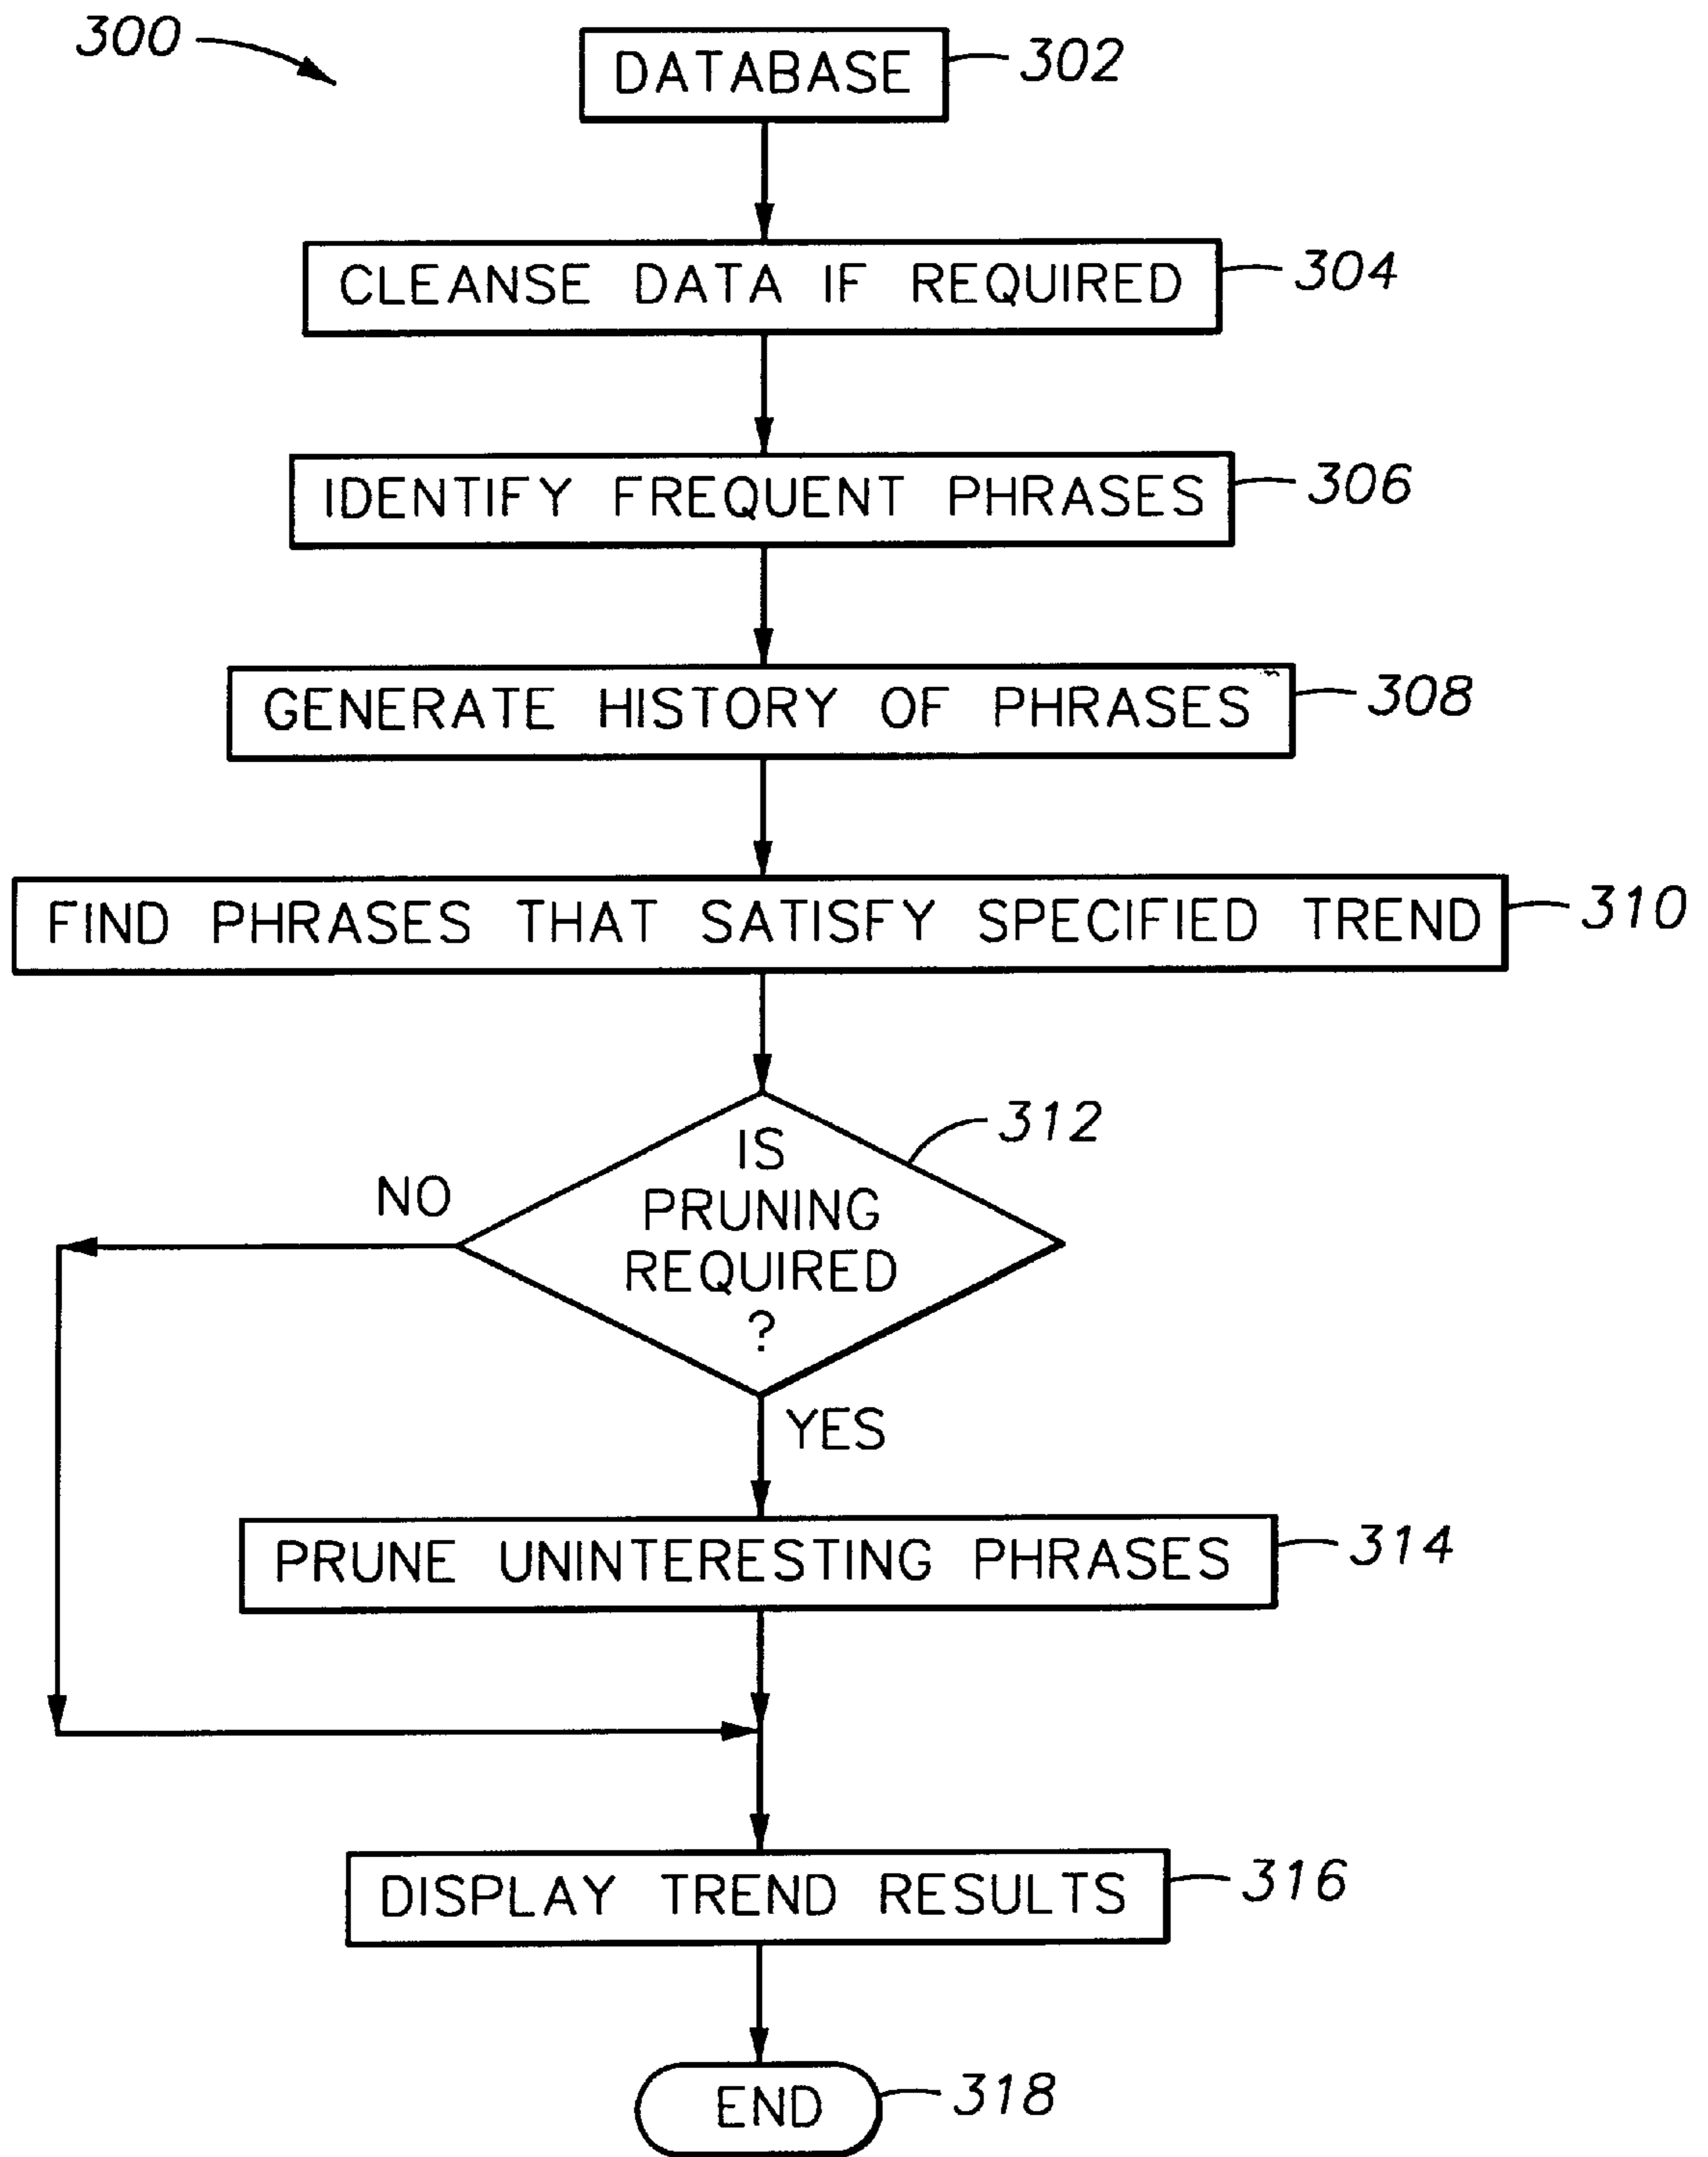 300
DATABASE 302
CLEANSE DATA IF REQUIRED 304
IDENTIFY FREQUENT PHRASES 306
GENERATE HISTORY OF PHRASES 308
FIND PHRASES THAT SATISFY SPECIFIED TREND 310
312
IS
PRUNING
REQUIRED
?
NO
YES
PRUNE UNINTERESTING PHRASES 314
DISPLAY TREND RESULTS 316
END 318